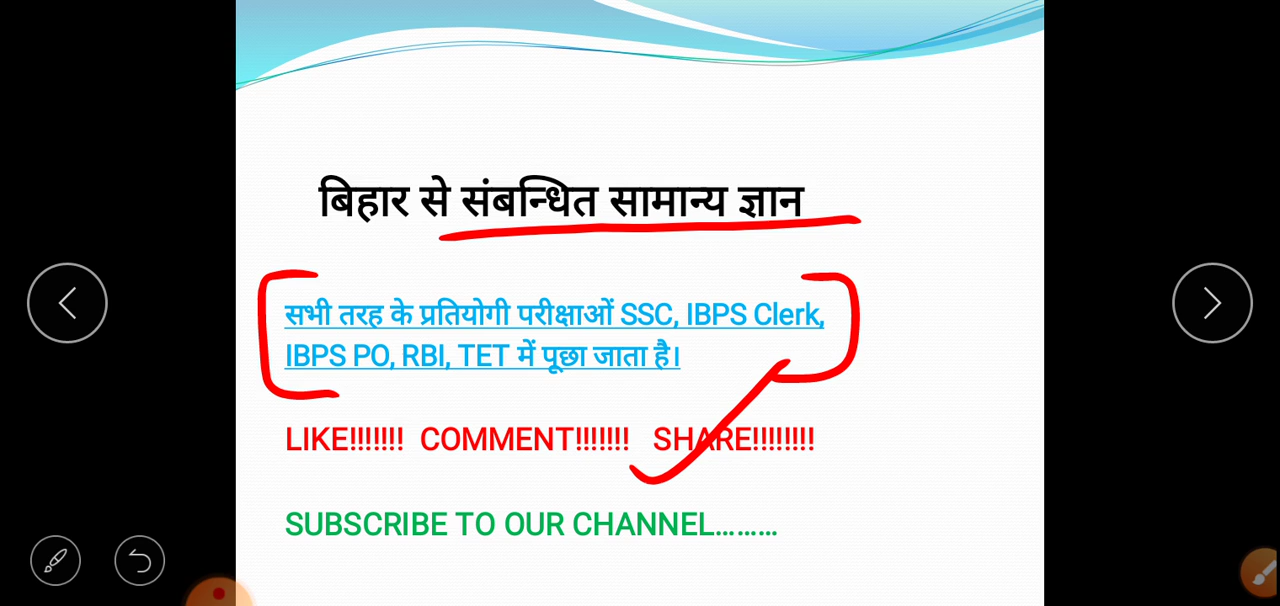 बिहार से संबन्धित सामान्य ज्ञान
सभी तरह के प्रतियोगी परीक्षाओं SSC, IBPS Clerk,
IBPS PO, RBI, TET में पूछा जाता है।
LIKE!!!!!!! COMMENT!!!!!!! SHARE!!!!!!!!
SUBSCRIBE TO OUR CHANNEL.........